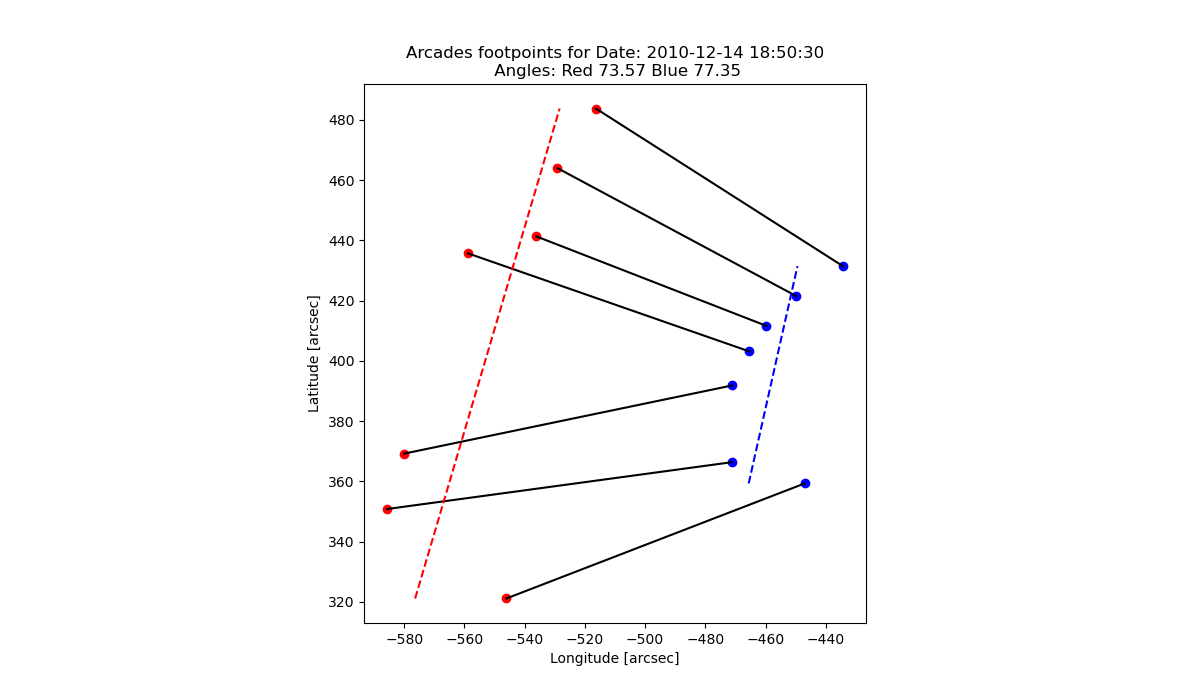 Arcades footpoints for Date: 2010-12-14 18:50:30
Angles: Red 73.57 Blue 77.35
Latitude [arcsec]
480
460
440
420
400
380
360
340
320
−580 −560 −540 −520 −500 −480 −460 −440
Longitude [arcsec]